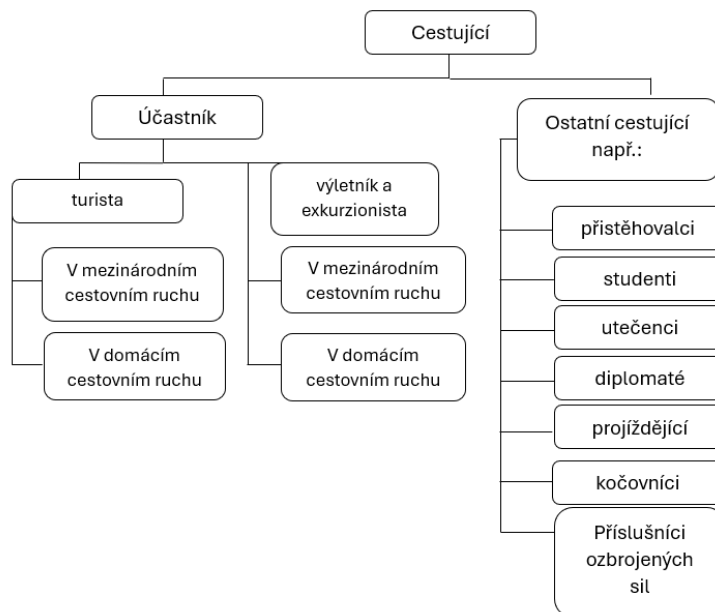 Cestující
Účastník
turista
V mezinárodním
cestovním ruchu
V domácím
cestovním ruchu
výletník a
exkurzionista
V mezinárodním
cestovním ruchu
V domácím
cestovním ruchu
Ostatní cestující
např.:
přistěhovalci
studenti
utečenci
diplomaté
projíždějící
kočovníci
Příslušníci
ozbrojených
sil